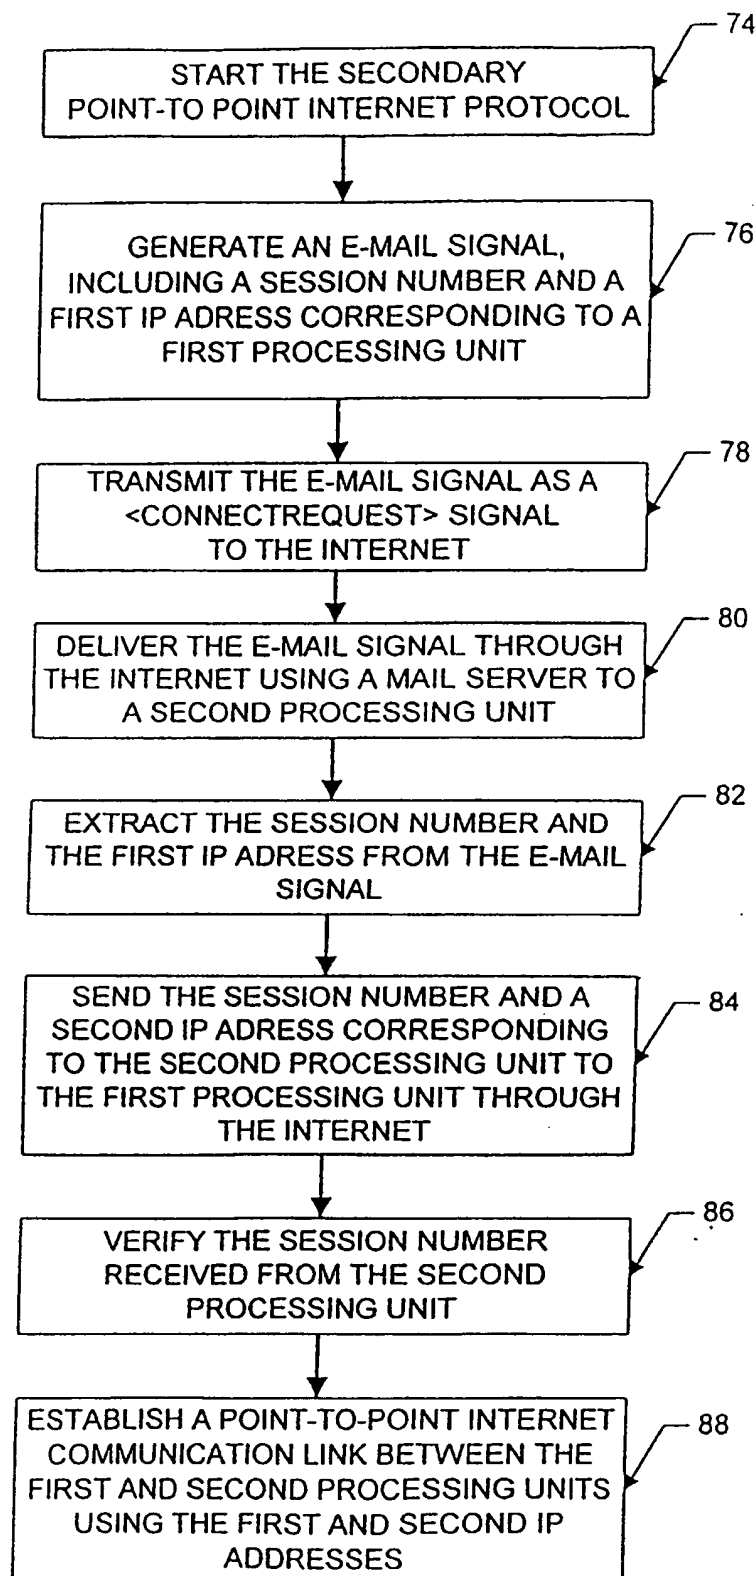 74
START THE SECONDARY
POINT-TO POINT INTERNET PROTOCOL
76
GENERATE AN E-MAIL SIGNAL,
INCLUDING A SESSION NUMBER AND A
FIRST IP ADRESS CORRESPONDING TO A
FIRST PROCESSING UNIT
78
TRANSMIT THE E-MAIL SIGNAL AS A
<CONNECTREQUEST> SIGNAL
TO THE INTERNET
80
DELIVER THE E-MAIL SIGNAL THROUGH
THE INTERNET USING A MAIL SERVER TO
A SECOND PROCESSING UNIT
82
EXTRACT THE SESSION NUMBER AND
THE FIRST IP ADRESS FROM THE E-MAIL
SIGNAL
84
SEND THE SESSION NUMBER AND A
SECOND IP ADRESS CORRESPONDING
TO THE SECOND PROCESSING UNIT TO
THE FIRST PROCESSING UNIT THROUGH
THE INTERNET
86
VERIFY THE SESSION NUMBER
RECEIVED FROM THE SECOND
PROCESSING UNIT
88
ESTABLISH A POINT-TO-POINT INTERNET
COMMUNICATION LINK BETWEEN THE
FIRST AND SECOND PROCESSING UNITS
USING THE FIRST AND SECOND IP
ADDRESSES